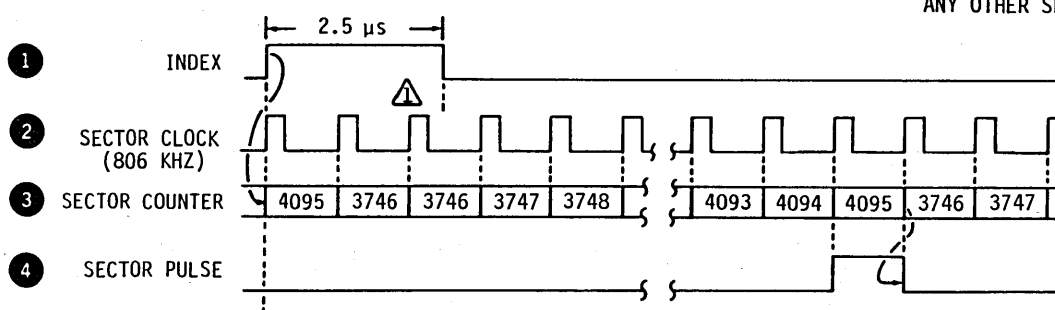 ANY OTHER
2.5 µs
1 INDEX
1
2 SECTOR CLOCK
(806 KHZ)
3 SECTOR COUNTER 4095 3746 3746 3747 3748 4093 4094 4095 3746 3747
4 SECTOR PULSE